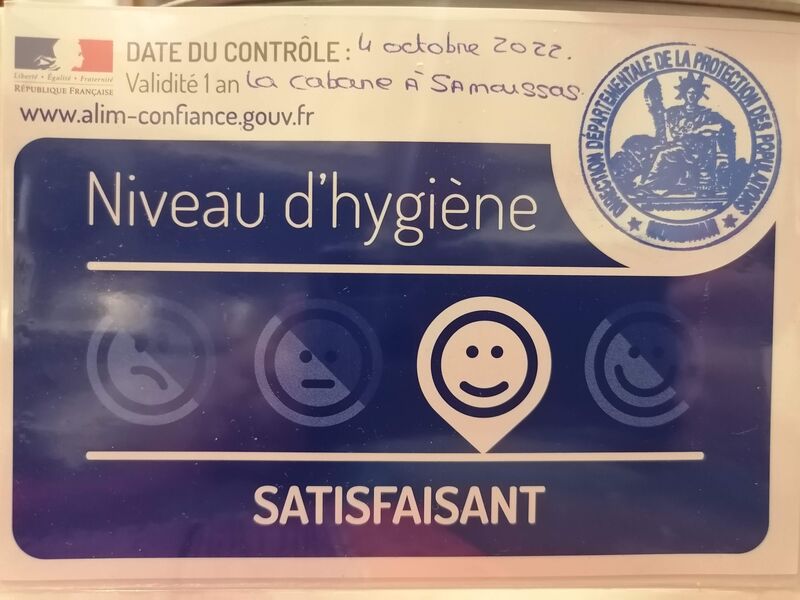 Liberté • Égalité • Fraternité
RÉPUBLIQUE FRANÇAISE
DATE DU CONTRÔLE : 4 octobre 2022.
Validité 1 an La cabane À SAmoussas.
www.alim-confiance.gouv.fr
DIRECTION DÉPARTEMENTALE DE LA PROTECTION DES POPULATIONS
Niveau d'hygiène
SATISFAISANT